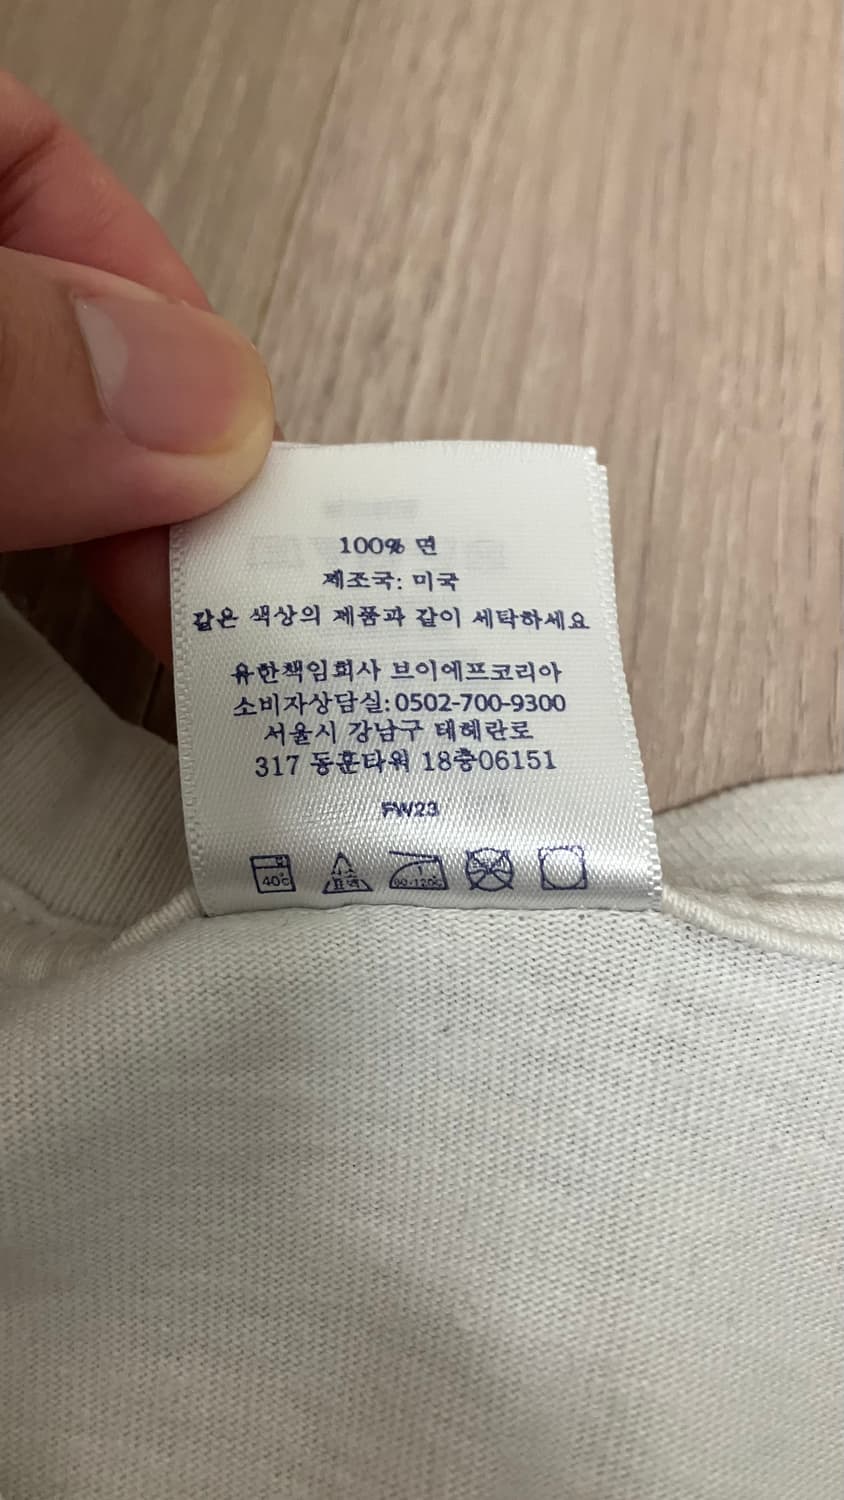 100% 면
제조국: 미국
같은 색상의 제품과 같이 세탁하세요
유한책임회사 브이에프코리아
소비자상담실: 0502-700-9300
서울시 강남구 테헤란로
317 동훈타워 18층06151
FW23
40℃
80-120℃